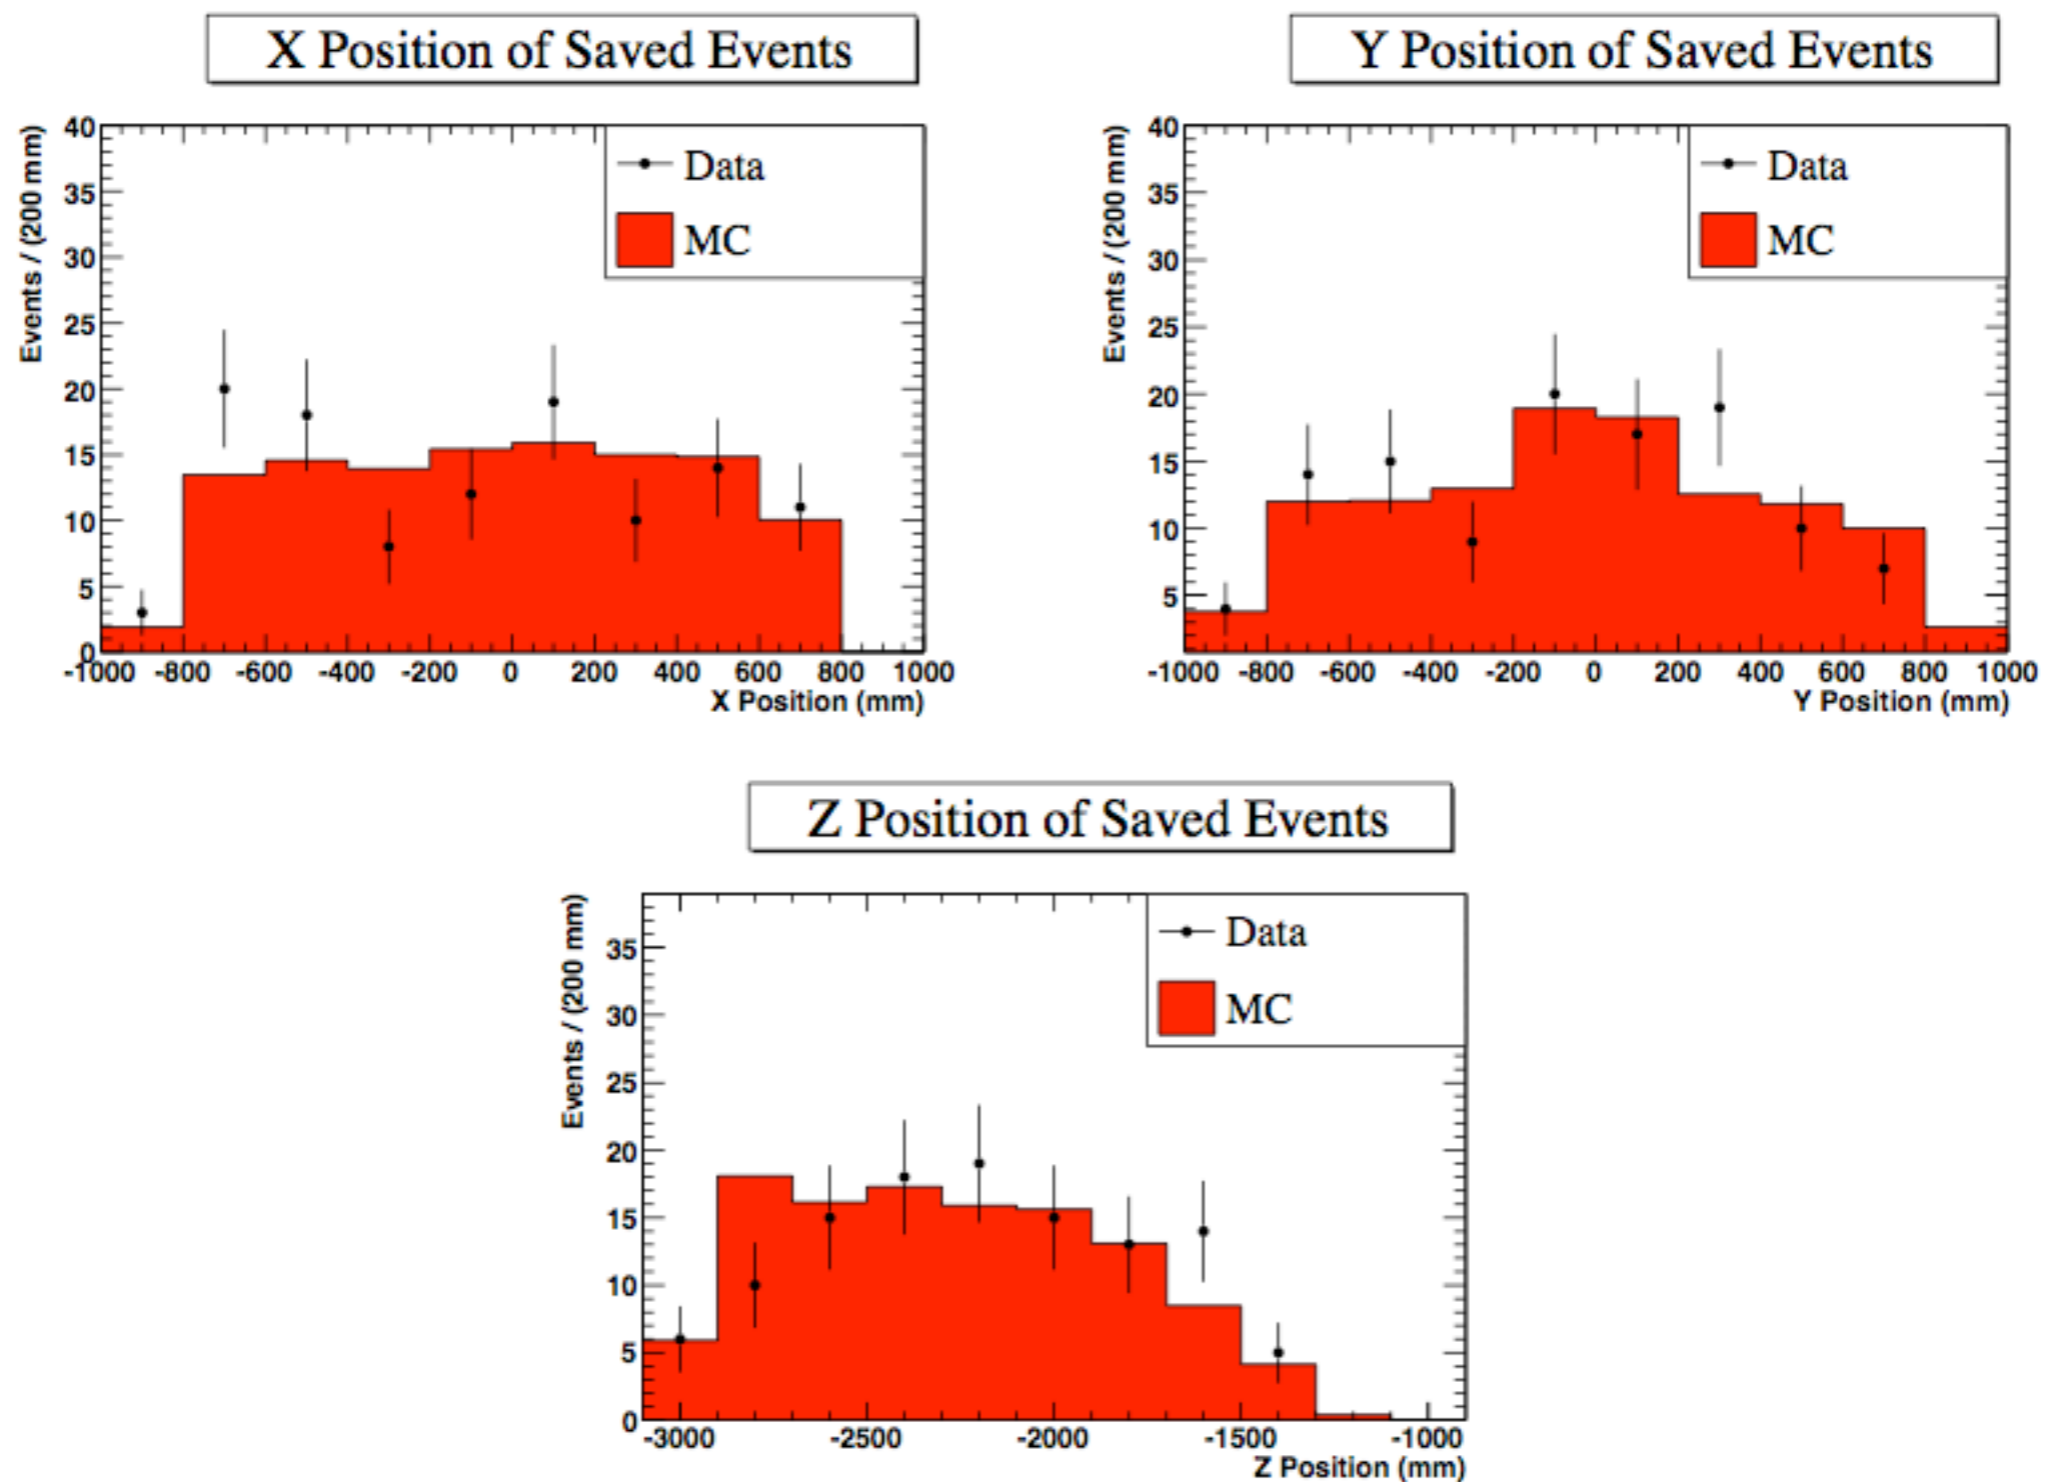 X Position of Saved Events
Events / (200 mm)
40
35
30
25
20
15
10
5
0
Data
MC
-1000 -800 -600 -400 -200 0 200 400 600 800 1000
X Position (mm)
Y Position of Saved Events
Events / (200 mm)
40
35
30
25
20
15
10
5
Data
MC
-1000 -800 -600 -400 -200 0 200 400 600 800 1000
Y Position (mm)
Z Position of Saved Events
Events / (200 mm)
35
30
25
20
15
10
5
0
Data
MC
-3000 -2500 -2000 -1500 -1000
Z Position (mm)